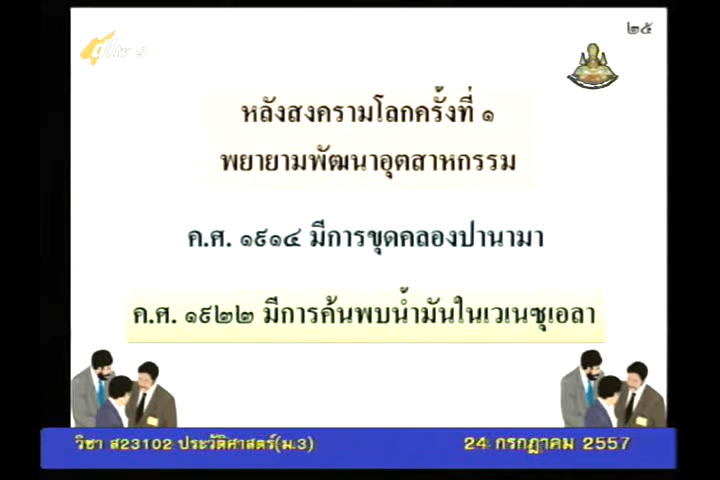 ๒๕
หลังสงครามโลกครั้งที่ ๑
พยายามพัฒนาอุตสาหกรรม
ค.ศ. ๑๙๑๔ มีการขุดคลองปานามา
ค.ศ. ๑๙๒๒ มีการค้นพบน้ำมันในเวเนซุเอลา
วิชา ส23102 ประวัติศาสตร์(ม.3)
24 กรกฎาคม 2557